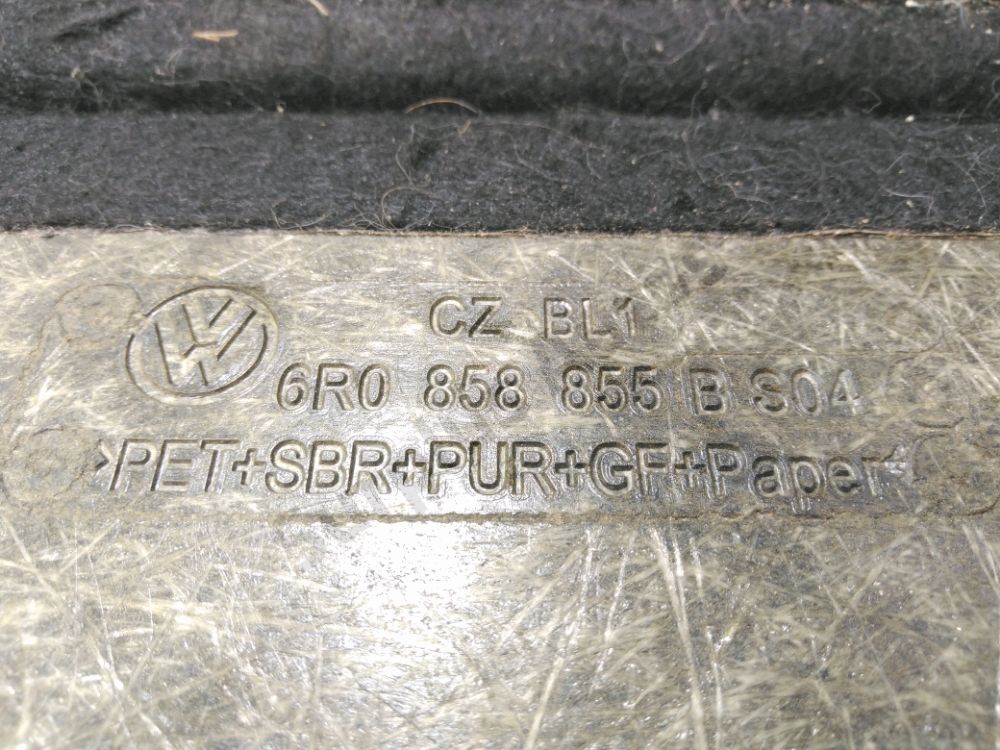 CZ BL1
6R0 858 855 B S04
>PET+SBR+PUR+GF+Paper<